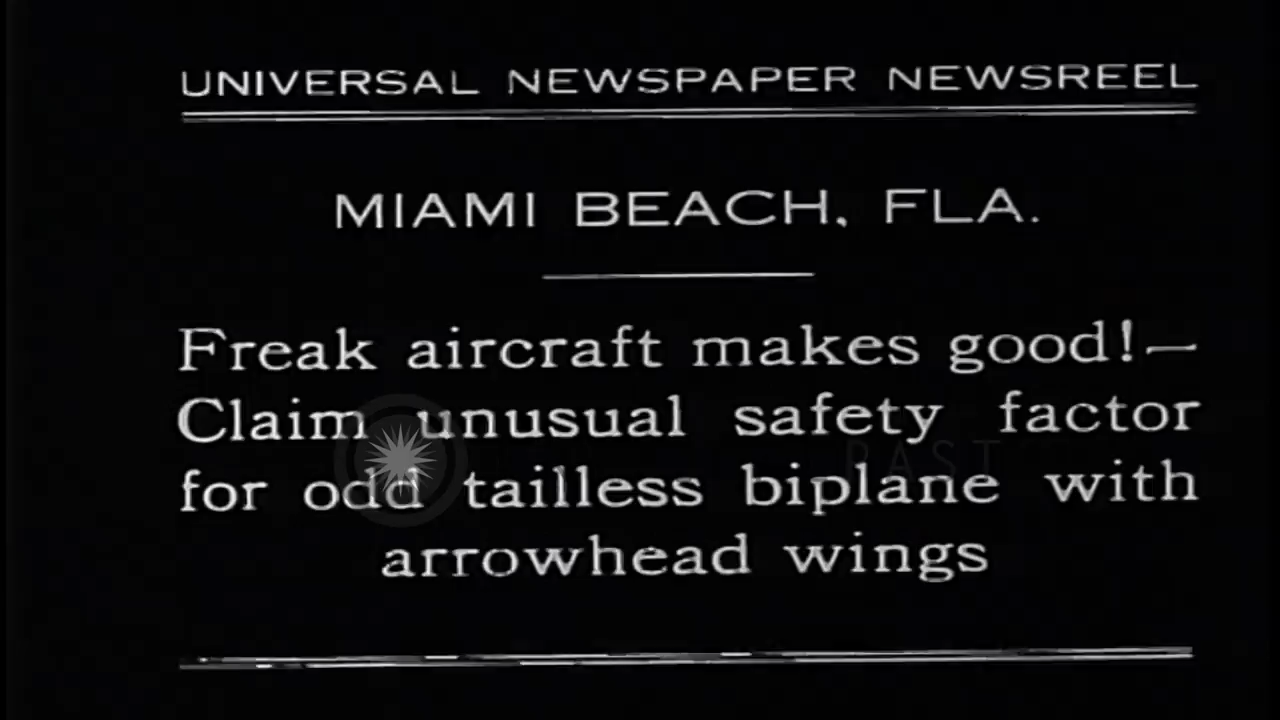 UNIVERSAL NEWSPAPER NEWSREEL
MIAMI BEACH, FLA.
Freak aircraft makes good!—
Claim unusual safety factor
for odd tailless biplane with
arrowhead wings
PAST